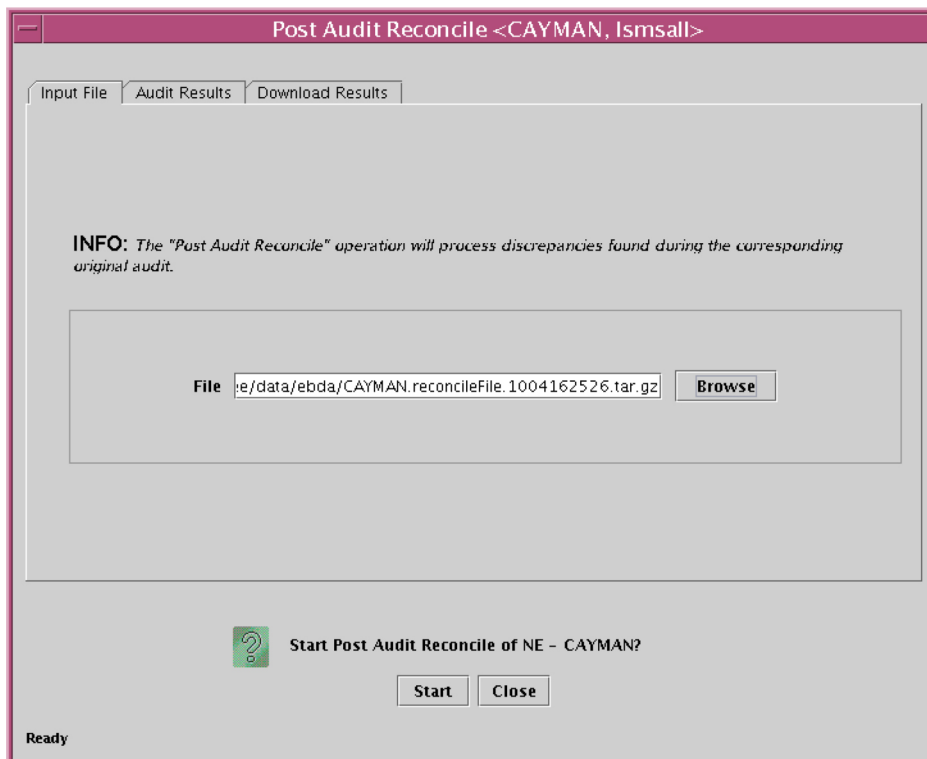 Post Audit Reconcile <CAYMAN, lsmsall>
Input File Audit Results Download Results
INFO: The "Post Audit Reconcile" operation will process discrepancies found during the corresponding
original audit.
File :e/data/ebda/CAYMAN.reconcileFile.1004162526.tar.gz Browse
Start Post Audit Reconcile of NE - CAYMAN?
Start Close
Ready